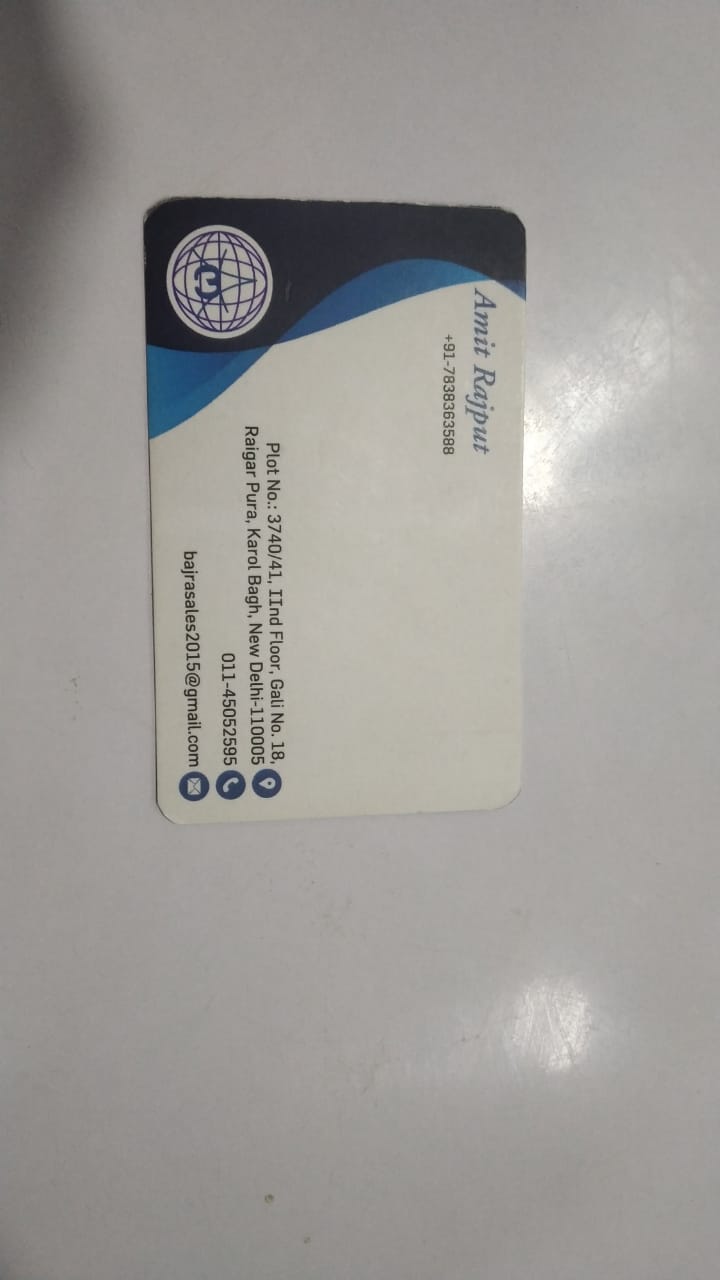 Amit Rajput
+91-7838363588
Plot No.: 3740/41, IInd Floor, Gali No. 18,
Raigar Pura, Karol Bagh, New Delhi-110005
011-45052595
bajrasales2015@gmail.com